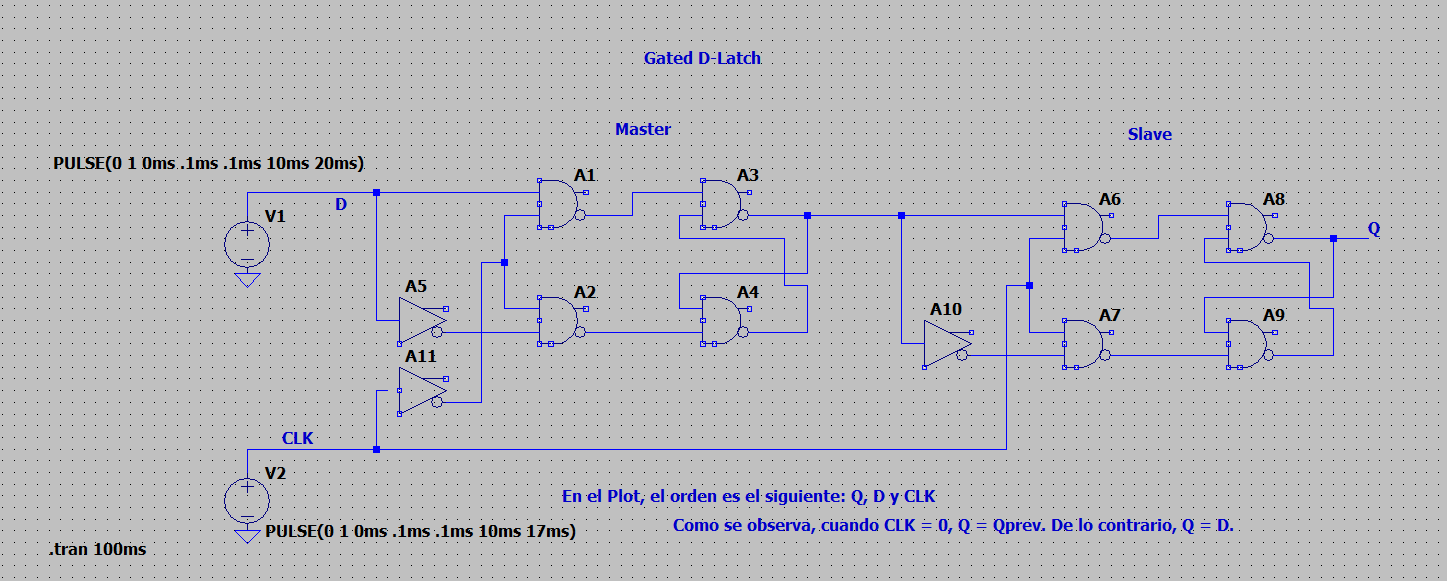 Gated D-Latch
Master
Slave
PULSE(0 1 0ms .1ms .1ms 10ms 20ms)
A1
A3
D
A6
A8
V1
Q
A5
A2
A4
A10
A7
A9
A11
CLK
V2
En el Plot, el orden es el siguiente: Q, D y CLK
Como se observa, cuando CLK = 0, Q = Qprev. De lo contrario, Q = D.
PULSE(0 1 0ms .1ms .1ms 10ms 17ms)
.tran 100ms